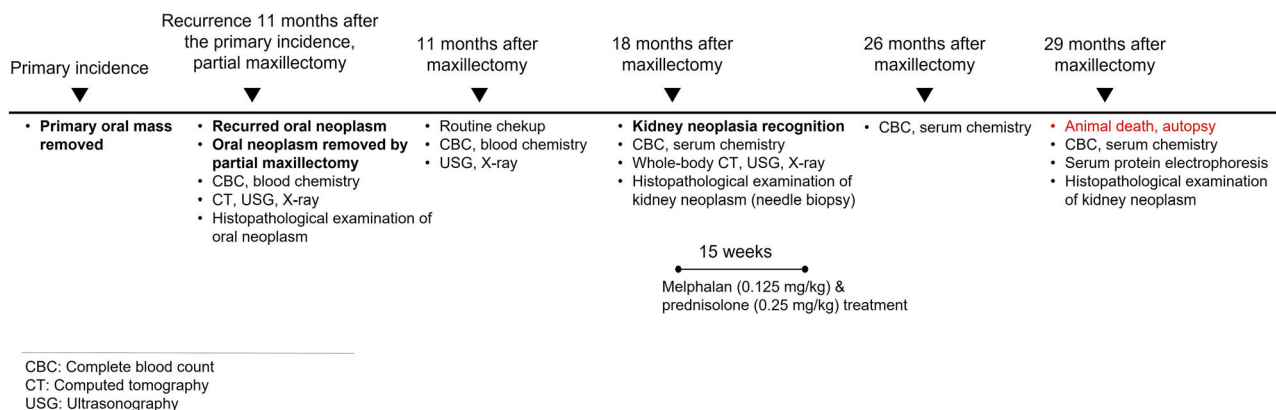 Primary incidence
Recurrence 11 months after
the primary incidence,
partial maxillectomy
11 months after
maxillectomy
18 months after
maxillectomy
26 months after
maxillectomy
29 months after
maxillectomy
• Primary oral mass
removed
• Recurred oral neoplasm
• Oral neoplasm removed by
partial maxillectomy
• CBC, blood chemistry
• CT, USG, X-ray
• Histopathological examination of
oral neoplasm
• Routine chekup
• CBC, blood chemistry
• USG, X-ray
• Kidney neoplasia recognition
• CBC, serum chemistry
• Whole-body CT, USG, X-ray
• Histopathological examination of
kidney neoplasm (needle biopsy)
• CBC, serum chemistry
• Animal death, autopsy
• CBC, serum chemistry
• Serum protein electrophoresis
• Histopathological examination
of kidney neoplasm
15 weeks
Melphalan (0.125 mg/kg) &
prednisolone (0.25 mg/kg) treatment
CBC: Complete blood count
CT: Computed tomography
USG: Ultrasonography